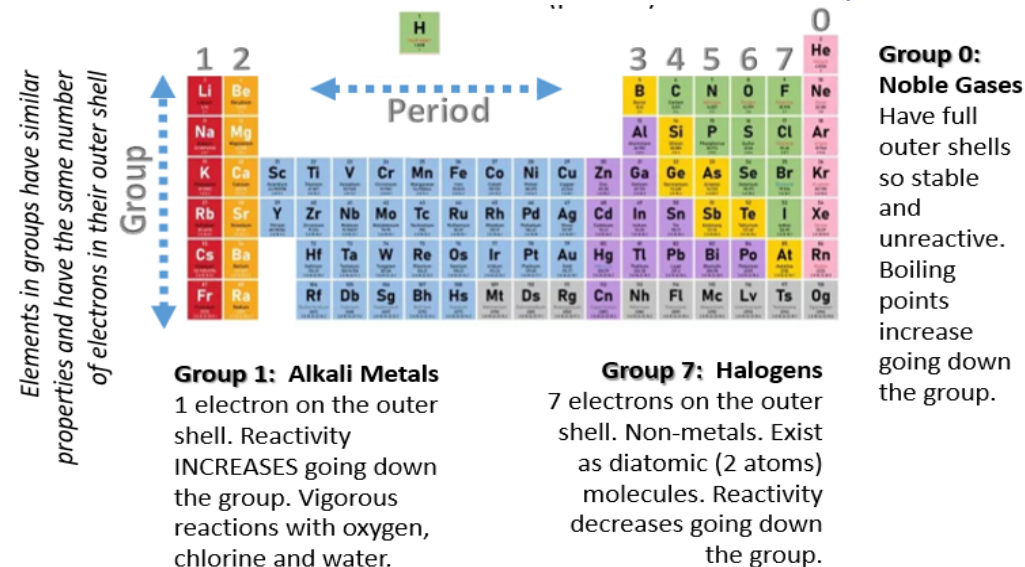 0
H
1 2
3 4 5 6 7
He
Li Be
B C N O F Ne
Period
Na Mg
Al Si P S Cl Ar
K Ca Sc Ti V Cr Mn Fe Co Ni Cu Zn Ga Ge As Se Br Kr
Rb Sr Y Zr Nb Mo Tc Ru Rh Pd Ag Cd In Sn Sb Te I Xe
Cs Ba Hf Ta W Re Os Ir Pt Au Hg Tl Pb Bi Po At Rn
Fr Ra Rf Db Sg Bh Hs Mt Ds Rg Cn Nh Fl Mc Lv Ts Og
Group
Elements in groups have similar
properties and have the same number
of electrons in their outer shell
Group 0:
Noble Gases
Have full
outer shells
so stable
and
unreactive.
Boiling
points
increase
going down
the group.
Group 1: Alkali Metals
1 electron on the outer
shell. Reactivity
INCREASES going down
the group. Vigorous
reactions with oxygen,
chlorine and water.
Group 7: Halogens
7 electrons on the outer
shell. Non-metals. Exist
as diatomic (2 atoms)
molecules. Reactivity
decreases going down
the group.